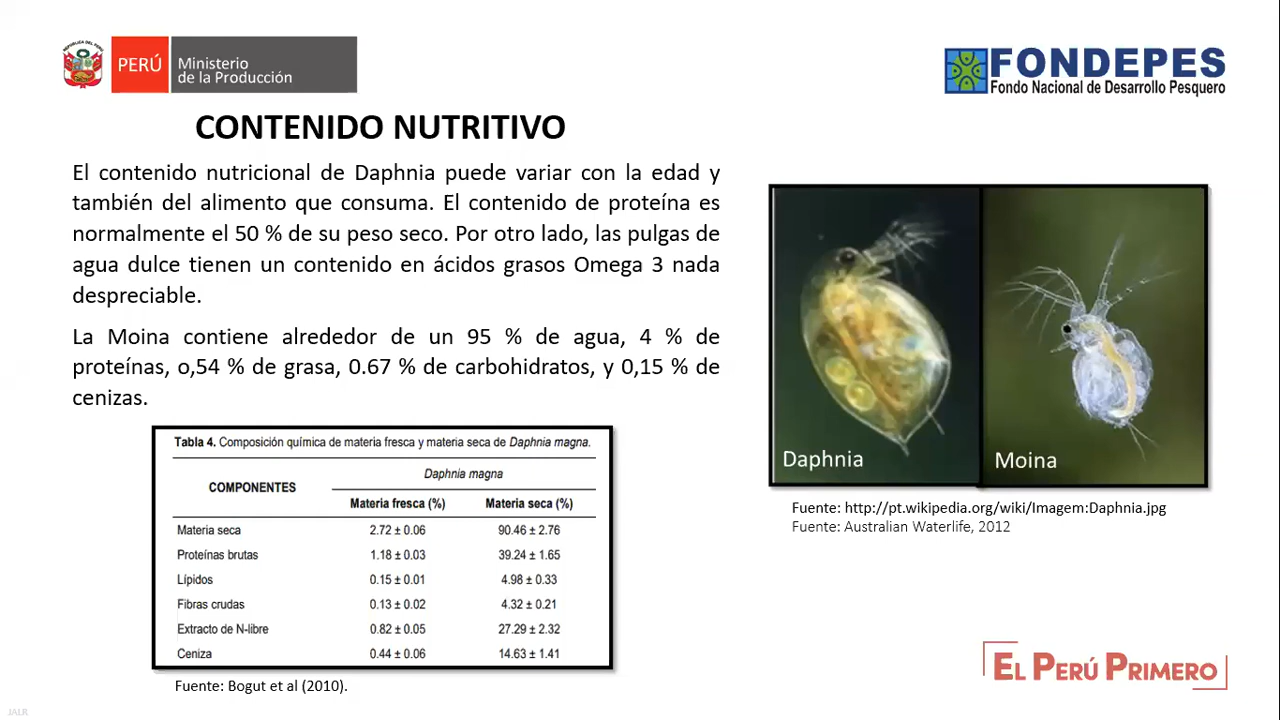 REPÚBLICA DEL PERÚ
PERÚ
Ministerio
de la Producción
FONDEPES
Fondo Nacional de Desarrollo Pesquero
CONTENIDO NUTRITIVO
El contenido nutricional de Daphnia puede variar con la edad y
también del alimento que consuma. El contenido de proteína es
normalmente el 50 % de su peso seco. Por otro lado, las pulgas de
agua dulce tienen un contenido en ácidos grasos Omega 3 nada
despreciable.
La Moina contiene alrededor de un 95 % de agua, 4 % de
proteínas, o,54 % de grasa, 0.67 % de carbohidratos, y 0,15 % de
cenizas.
Tabla 4. Composición química de materia fresca y materia seca de Daphnia magna.
COMPONENTES
Daphnia magna
Materia fresca (%) Materia seca (%)
Materia seca 2.72 ± 0.06 90.46 ± 2.76
Proteínas brutas 1.18 ± 0.03 39.24 ± 1.65
Lípidos 0.15 ± 0.01 4.98 ± 0.33
Fibras crudas 0.13 ± 0.02 4.32 ± 0.21
Extracto de N-libre 0.82 ± 0.05 27.29 ± 2.32
Ceniza 0.44 ± 0.06 14.63 ± 1.41
Fuente: Bogut et al (2010).
Daphnia
Moina
Fuente: http://pt.wikipedia.org/wiki/Imagem:Daphnia.jpg
Fuente: Australian Waterlife, 2012
EL PERÚ PRIMERO
JALR